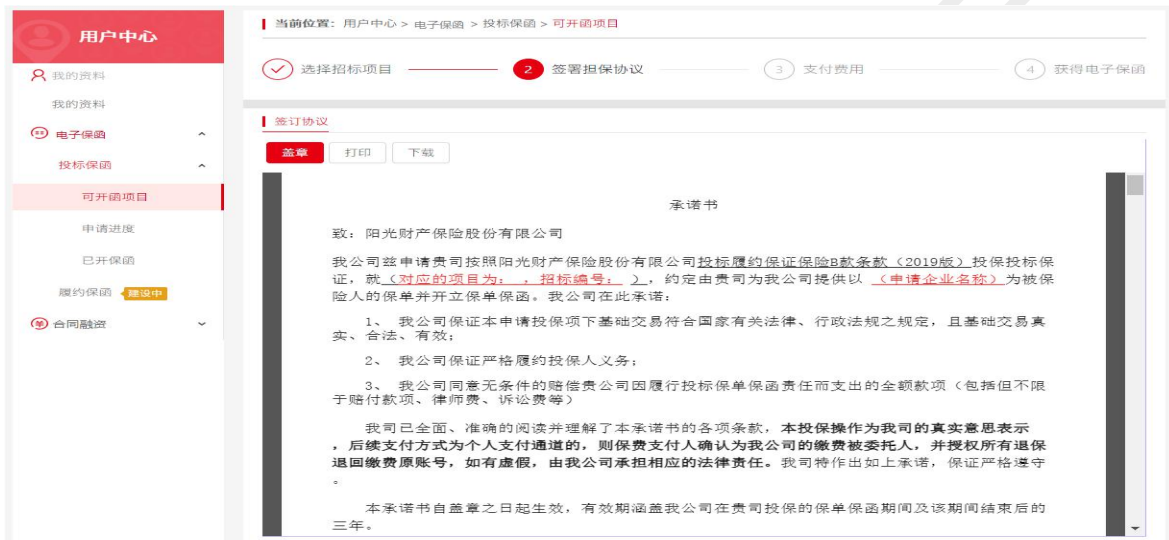 用户中心
我的资料
我的资料
电子保函
投标保函
可开函项目
申请进度
已开保函
履约保函 建设中
合同融资
当前位置：用户中心 > 电子保函 > 投标保函 > 可开函项目
选择招标项目 2 签署担保协议 3 支付费用 4 获得电子保函
签订协议
盖章 打印 下载
承诺书
致：阳光财产保险股份有限公司
我公司兹申请贵司按照阳光财产保险股份有限公司投标履约保证保险B款条款（2019版）投保投标保
证，就（对应的项目为： ，招标编号： ），约定由贵司为我公司提供以 （申请企业名称）为被保
险人的保单并开立保单保函。我公司在此承诺：
1、 我公司保证本申请投保项下基础交易符合国家有关法律、行政法规之规定，且基础交易真
实、合法、有效；
2、 我公司保证严格履约投保人义务；
3、 我公司同意无条件的赔偿贵公司因履行投标保单保函责任而支出的全额款项（包括但不限
于赔付款项、律师费、诉讼费等）
我司已全面、准确的阅读并理解了本承诺书的各项条款，本投保操作为我司的真实意思表示
，后续支付方式为个人支付通道的，则保费支付人确认为我公司的缴费被委托人，并授权所有退保
退回缴费原账号，如有虚假，由我公司承担相应的法律责任。我司特作出如上承诺，保证严格遵守
。
本承诺书自盖章之日起生效，有效期涵盖我公司在贵司投保的保单保函期间及该期间结束后的
三年。